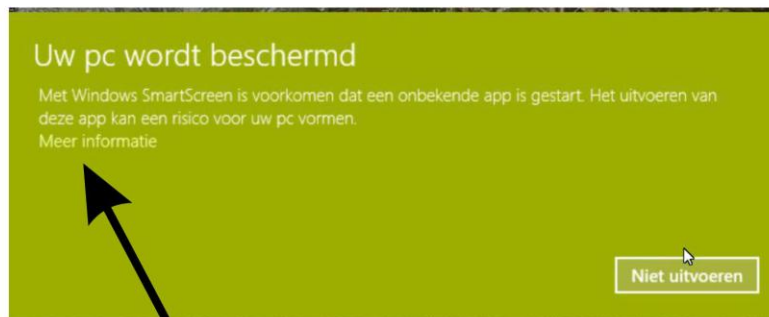 Uw pc wordt beschermd
Met Windows SmartScreen is voorkomen dat een onbekende app is gestart. Het uitvoeren van
deze app kan een risico voor uw pc vormen.
Meer informatie
Niet uitvoeren